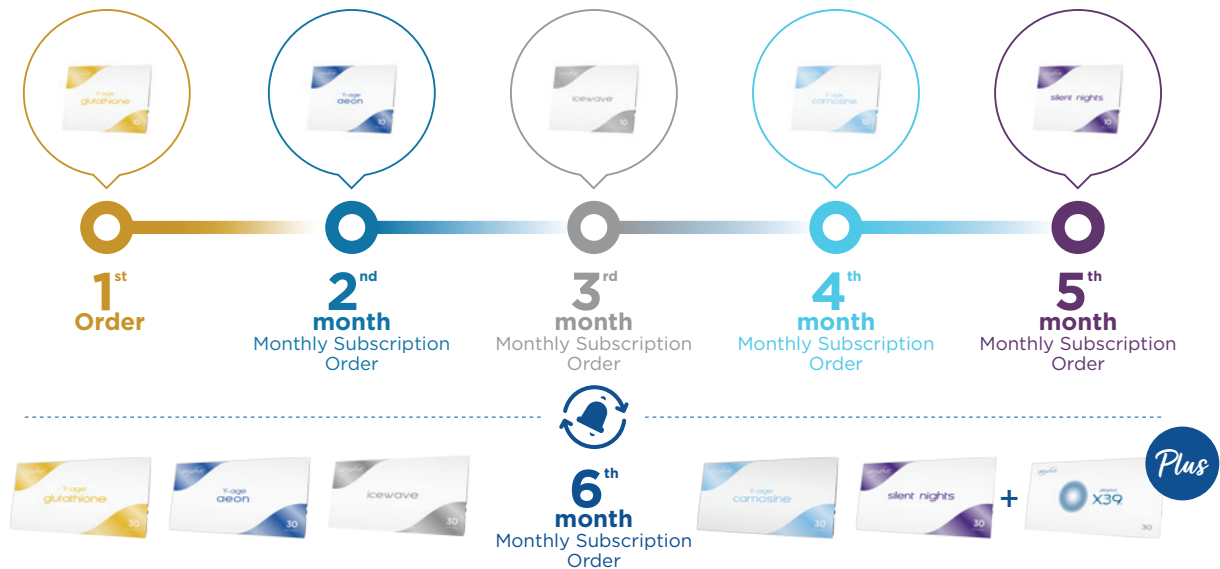 Y-age
glutathione
10
Y-age
aeon
10
icewave
10
Y-age
carnosine
10
silent nights
10
1st
Order
2nd
month
Monthly Subscription
Order
3rd
month
Monthly Subscription
Order
4th
month
Monthly Subscription
Order
5th
month
Monthly Subscription
Order
Y-age
glutathione
30
Y-age
aeon
30
icewave
30
6th
month
Monthly Subscription
Order
Y-age
carnosine
30
silent nights
30
+
X39
30
Plus